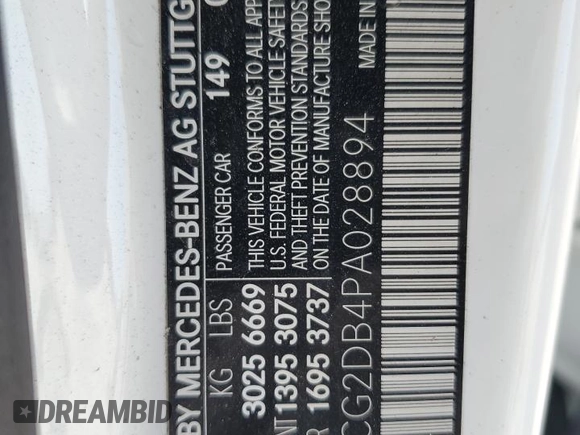 BY MERCEDES-BENZ AG STUTTG
KG LBS PASSENGER CAR 149
3025 6669 THIS VEHICLE CONFORMS TO ALL APP
1395 3075 U.S. FEDERAL MOTOR VEHICLE SAFETY
AND THEFT PREVENTION STANDARDS
1695 3737 ON THE DATE OF MANUFACTURE SHO
MADE IN
CG2DB4PA028894
DREAMBID